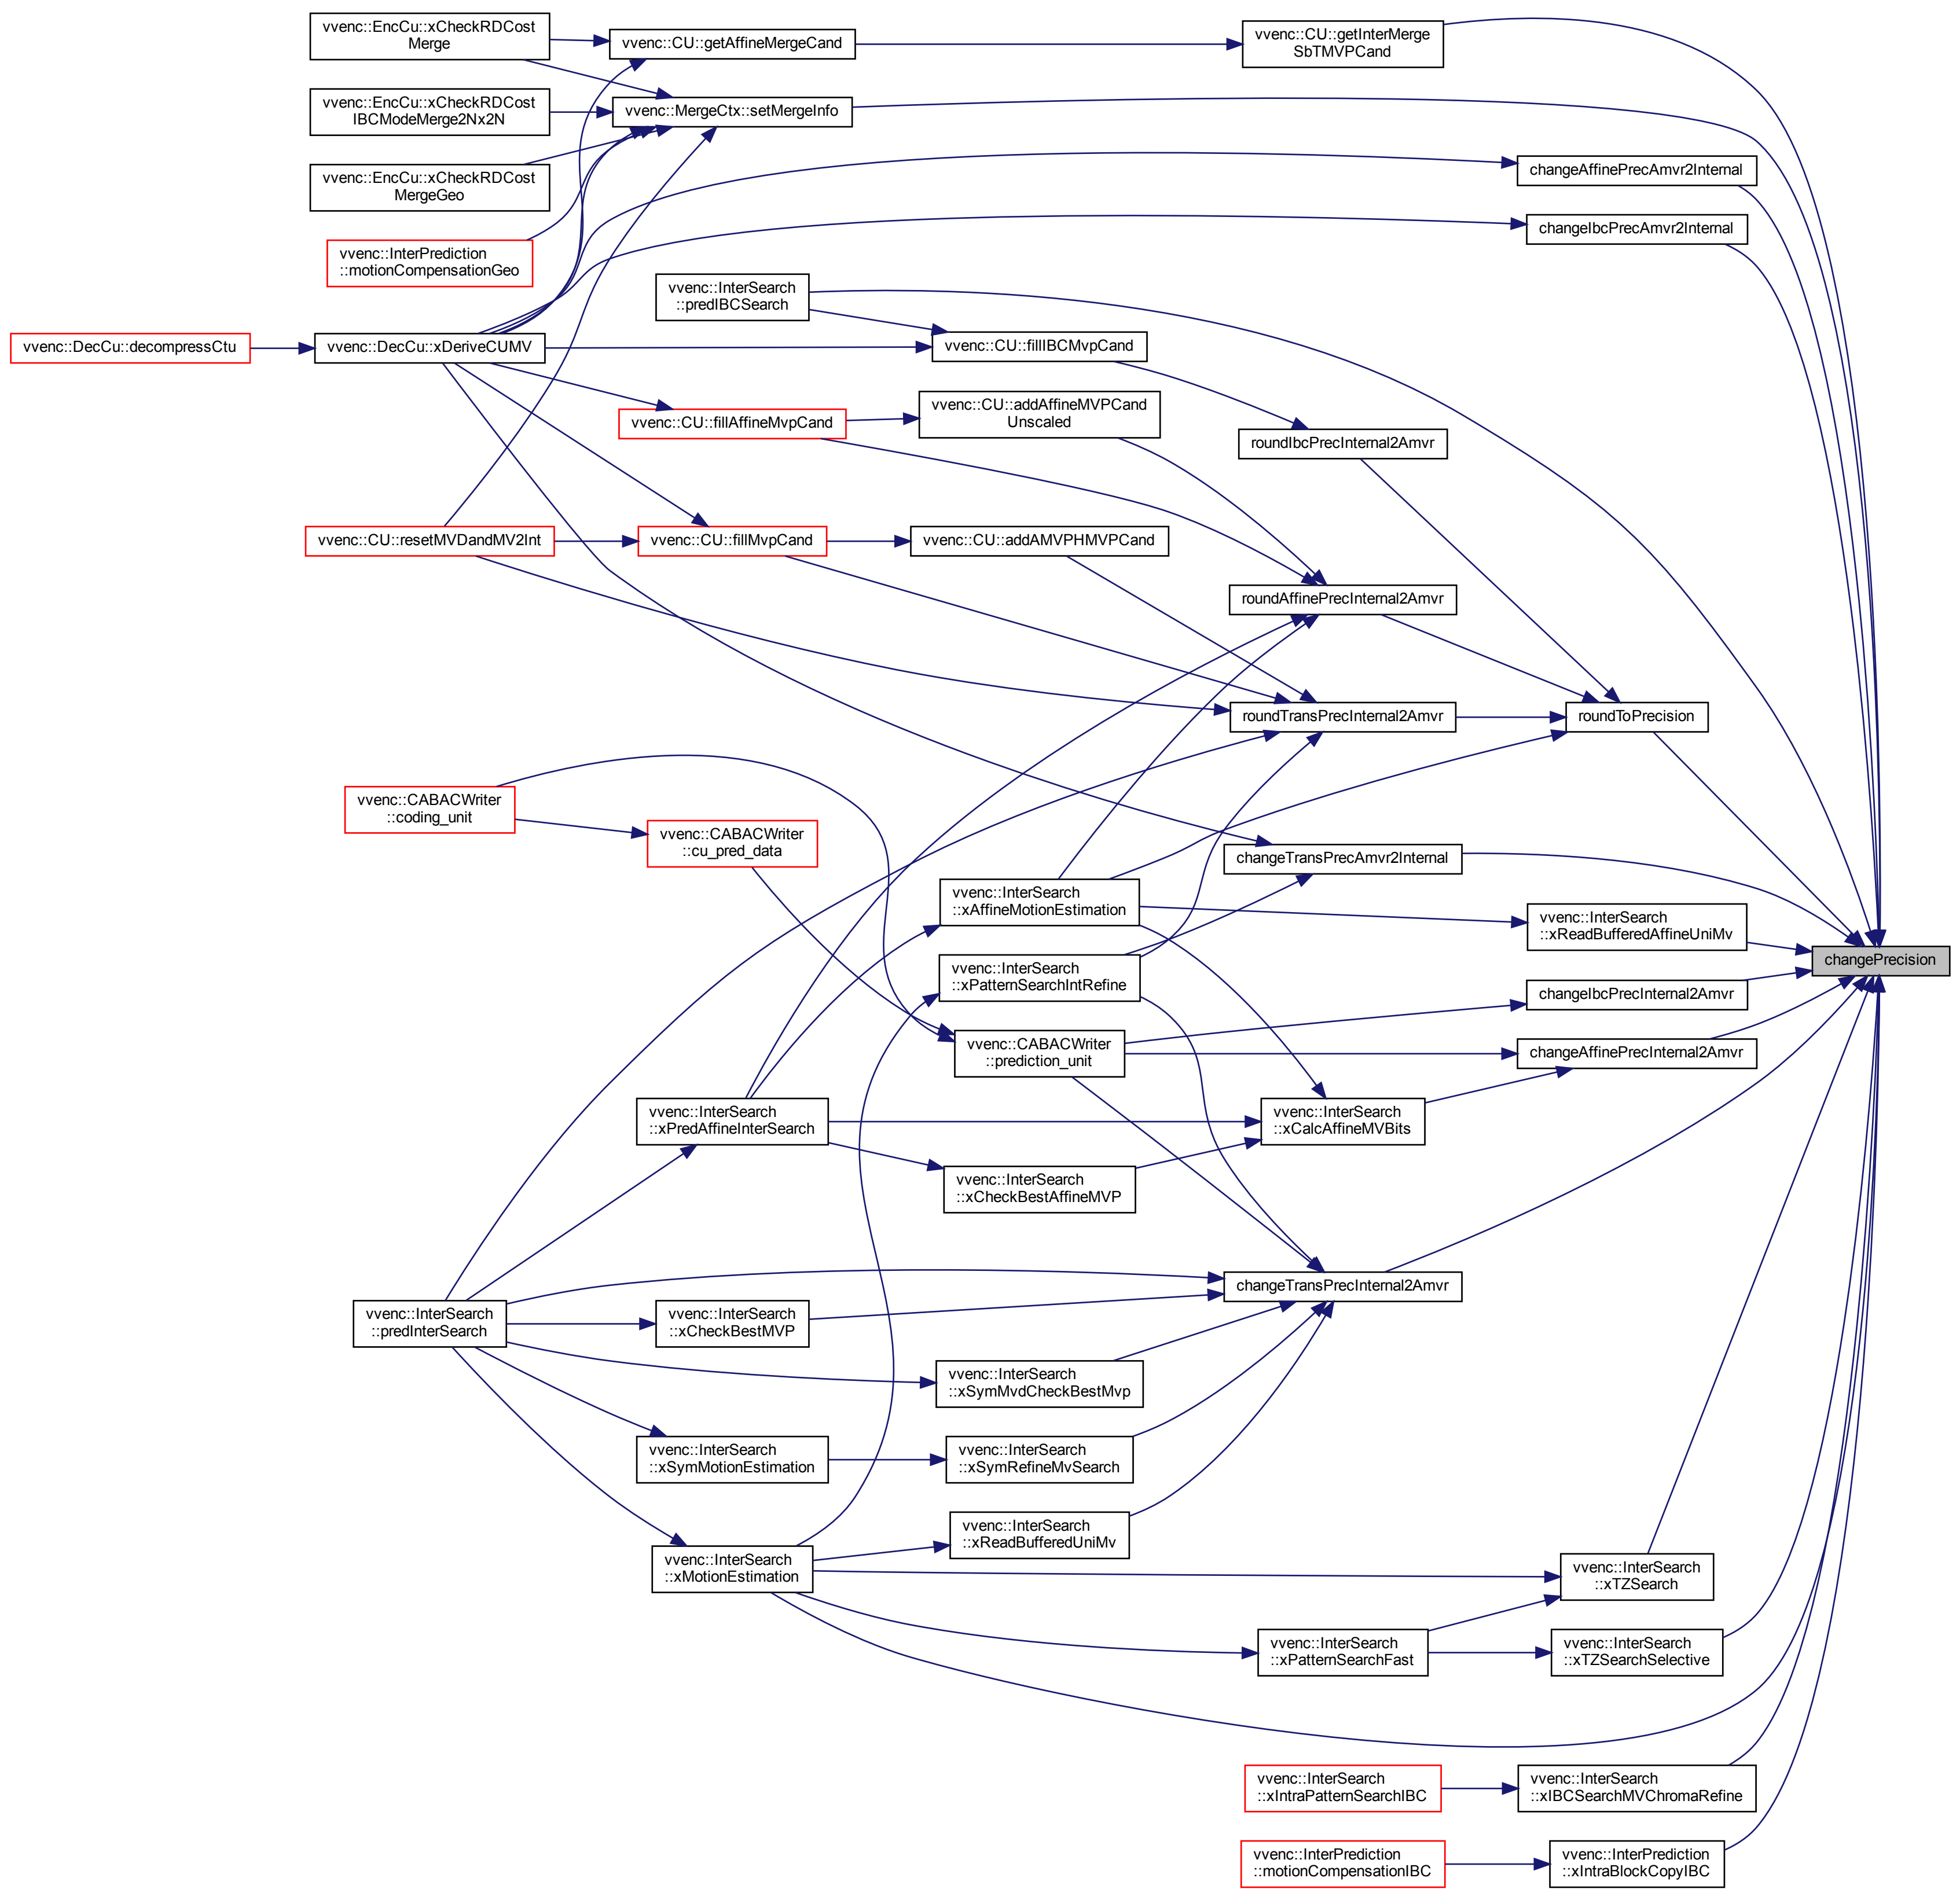 vvenc::EncCu::xCheckRDCost
Merge
vvenc::CU::getAffineMergeCand
vvenc::CU::getInterMerge
SbTMVPCand
vvenc::EncCu::xCheckRDCost
IBCModeMerge2Nx2N
vvenc::MergeCtx::setMergeInfo
vvenc::EncCu::xCheckRDCost
MergeGeo
changeAffinePrecAmvr2Internal
changeIbcPrecAmvr2Internal
vvenc::InterPrediction
::motionCompensationGeo
vvenc::InterSearch
::predIBCSearch
vvenc::DecCu::decompressCtu
vvenc::DecCu::xDeriveCUMV
vvenc::CU::fillIBCMvpCand
vvenc::CU::fillAffineMvpCand
vvenc::CU::addAffineMVPCand
Unscaled
roundIbcPrecInternal2Amvr
vvenc::CU::resetMVDandMV2Int
vvenc::CU::fillMvpCand
vvenc::CU::addAMVPHMVPCand
roundAffinePrecInternal2Amvr
roundTransPrecInternal2Amvr
roundToPrecision
vvenc::CABACWriter
::coding_unit
vvenc::CABACWriter
::cu_pred_data
changeTransPrecAmvr2Internal
vvenc::InterSearch
::xAffineMotionEstimation
vvenc::InterSearch
::xReadBufferedAffineUniMv
changePrecision
vvenc::InterSearch
::xPatternSearchIntRefine
changeIbcPrecInternal2Amvr
vvenc::CABACWriter
::prediction_unit
changeAffinePrecInternal2Amvr
vvenc::InterSearch
::xPredAffineInterSearch
vvenc::InterSearch
::xCalcAffineMVBits
vvenc::InterSearch
::xCheckBestAffineMVP
changeTransPrecInternal2Amvr
vvenc::InterSearch
::predInterSearch
vvenc::InterSearch
::xCheckBestMVP
vvenc::InterSearch
::xSymMvdCheckBestMvp
vvenc::InterSearch
::xSymMotionEstimation
vvenc::InterSearch
::xSymRefineMvSearch
vvenc::InterSearch
::xReadBufferedUniMv
vvenc::InterSearch
::xMotionEstimation
vvenc::InterSearch
::xTZSearch
vvenc::InterSearch
::xPatternSearchFast
vvenc::InterSearch
::xTZSearchSelective
vvenc::InterSearch
::xIntraPatternSearchIBC
vvenc::InterSearch
::xIBCSearchMVChromaRefine
vvenc::InterPrediction
::motionCompensationIBC
vvenc::InterPrediction
::xIntraBlockCopyIBC